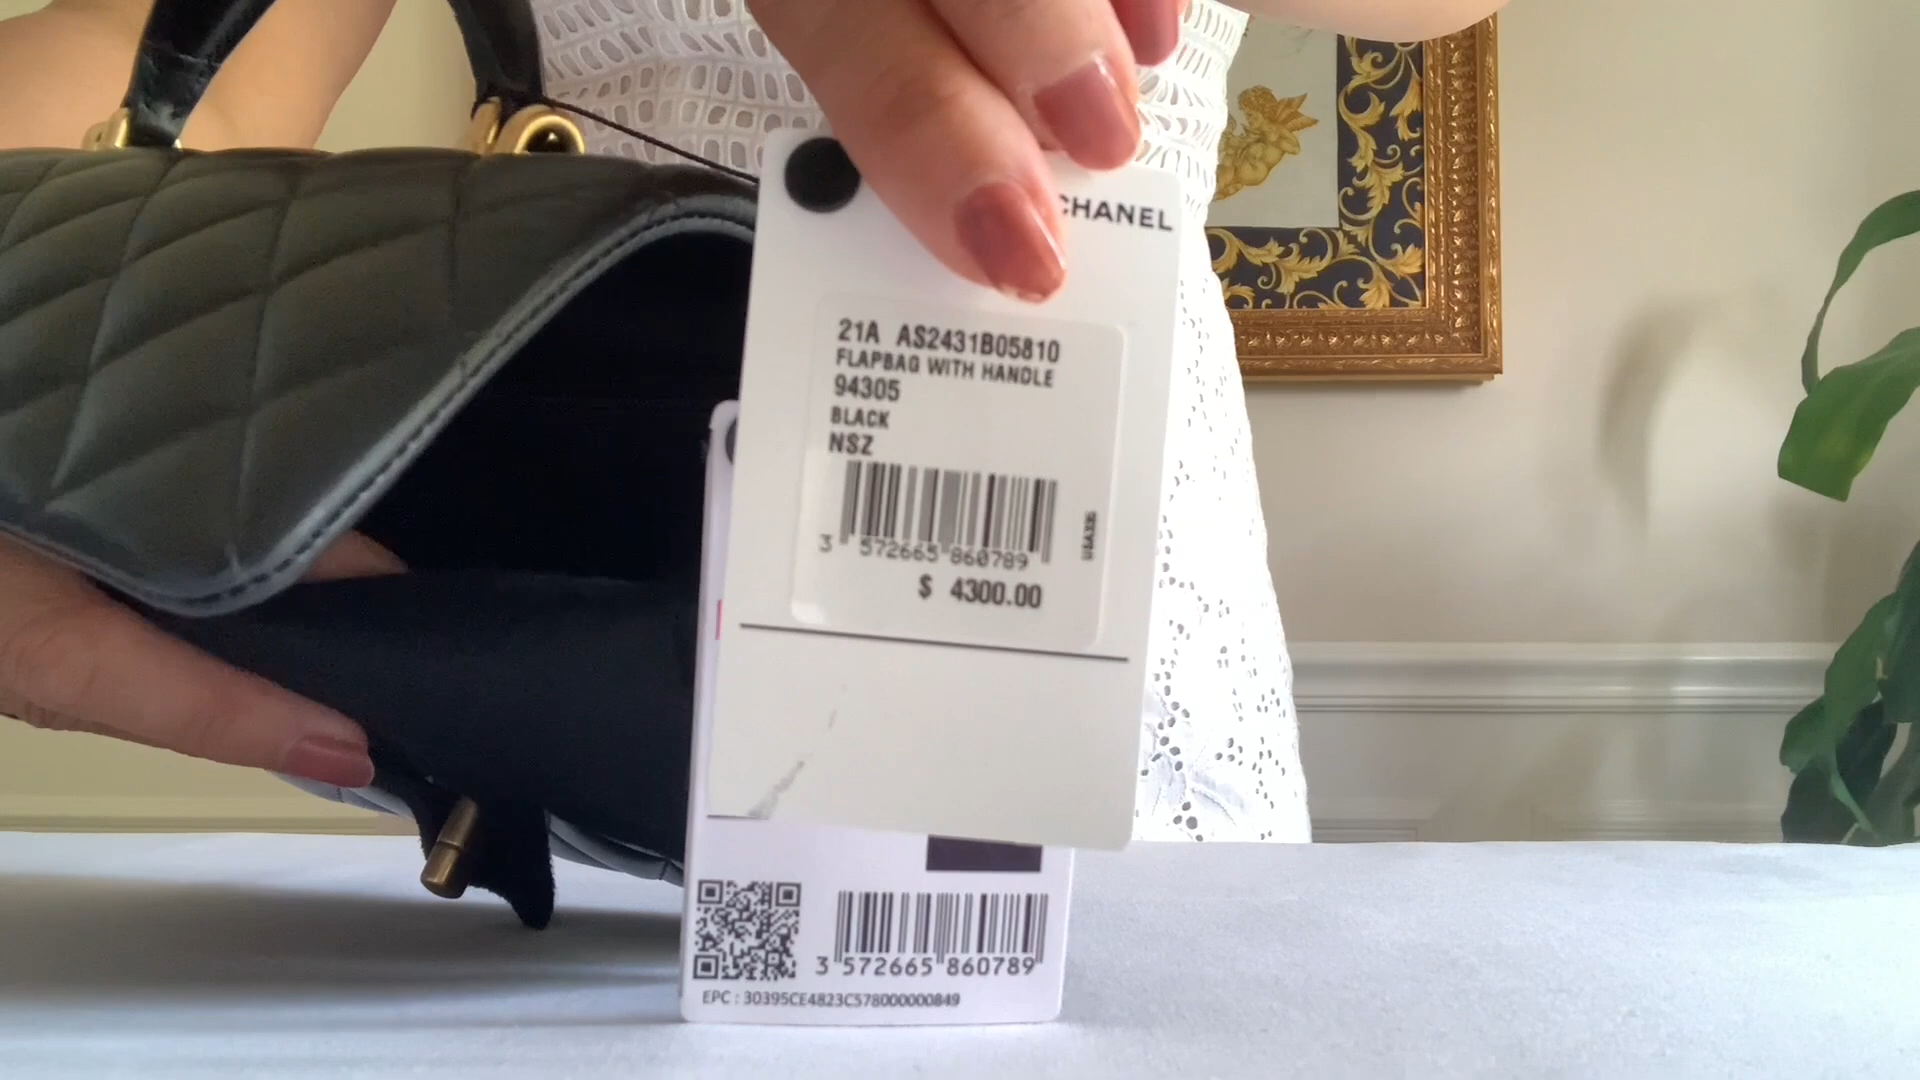 CHANEL
21A AS2431B05810
FLAPBAG WITH HANDLE
94305
BLACK
NSZ
3 572665 860789
$ 4300.00
3 572665 860789
EPC : 30395CE4823C578000000849